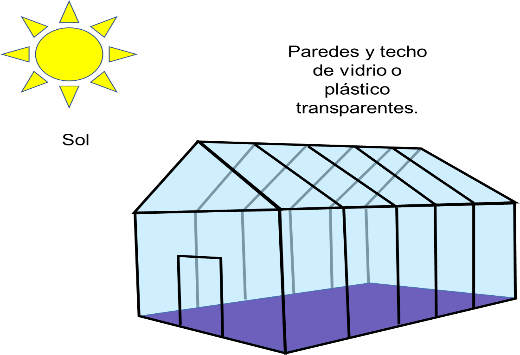 Paredes y techo
de vidrio o
plástico
transparentes.
Sol